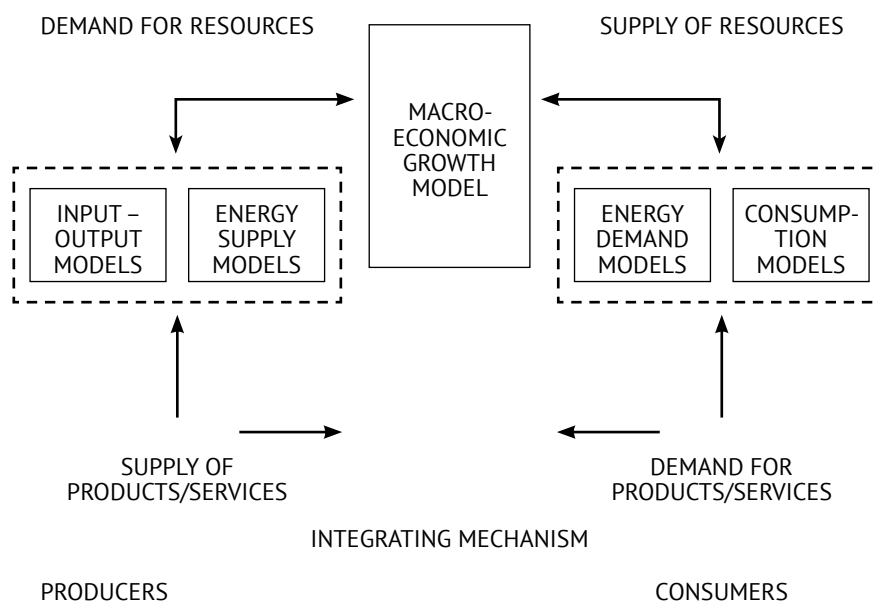 DEMAND FOR RESOURCES
SUPPLY OF RESOURCES
MACRO-
ECONOMIC
GROWTH
MODEL
INPUT –
OUTPUT
MODELS
ENERGY
SUPPLY
MODELS
ENERGY
DEMAND
MODELS
CONSUMP-
TION
MODELS
SUPPLY OF
PRODUCTS/SERVICES
DEMAND FOR
PRODUCTS/SERVICES
INTEGRATING MECHANISM
PRODUCERS
CONSUMERS